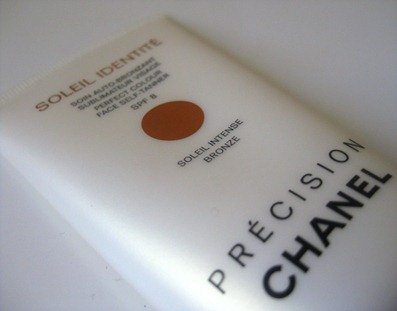 SOLEIL IDENTITÉ
SOIN AUTO-BRONZANT
SUBLIMATEUR VISAGE
PERFECT COLOUR
FACE SELF-TANNER
SPF 8
SOLEIL INTENSE
BRONZE
PRÉCISION
CHANEL